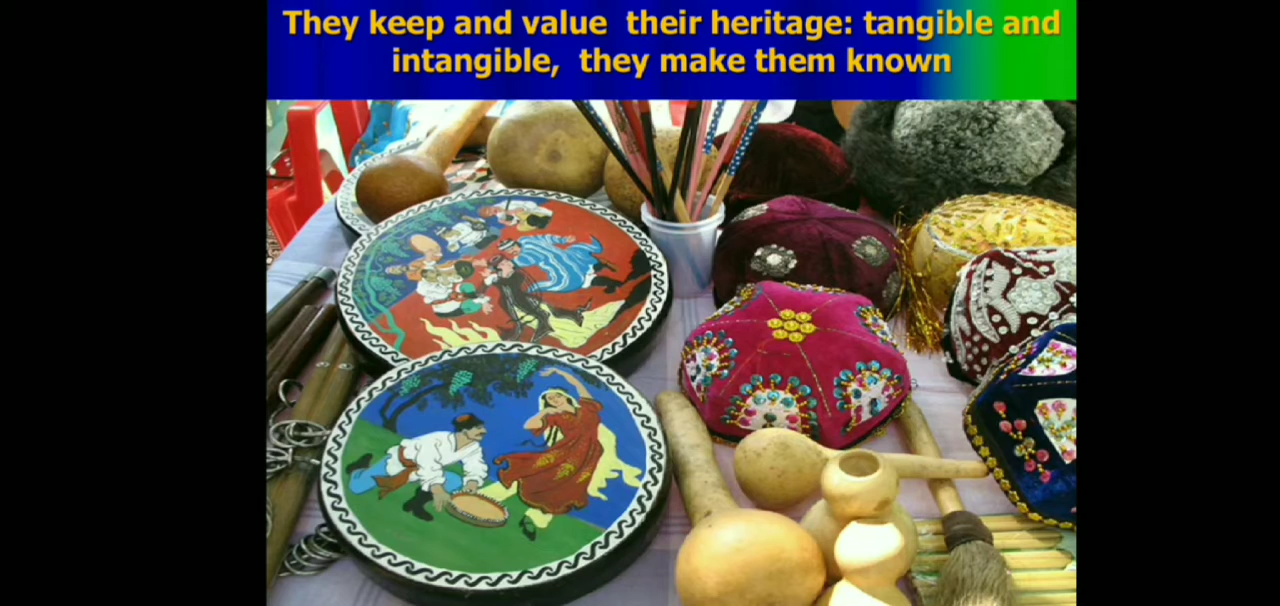 They keep and value their heritage: tangible and
intangible, they make them known